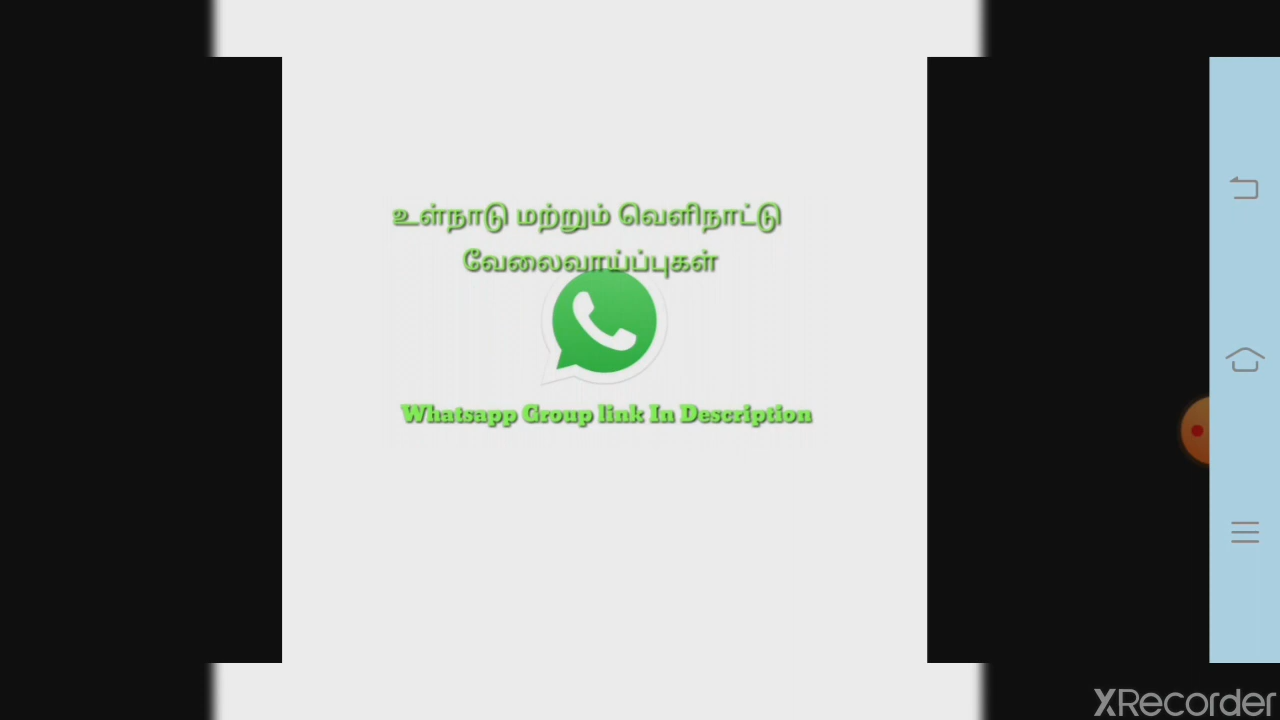 உள்நாடு மற்றும் வெளிநாட்டு
வேலைவாய்ப்புகள்
Whatsapp Group link In Description
XRecorder